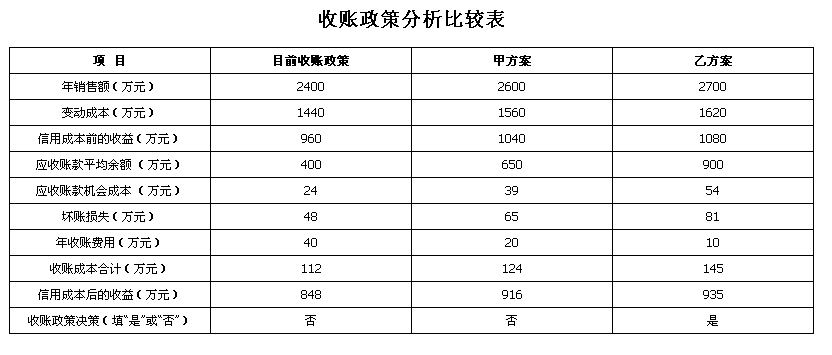 收账政策分析比较表
项 目 目前收账政策 甲方案 乙方案
年销售额（万元） 2400 2600 2700
变动成本（万元） 1440 1560 1620
信用成本前的收益（万元） 960 1040 1080
应收账款平均余额（万元） 400 650 900
应收账款机会成本（万元） 24 39 54
坏账损失（万元） 48 65 81
年收账费用（万元） 40 20 10
收账成本合计（万元） 112 124 145
信用成本后的收益（万元） 848 916 935
收账政策决策（填“是”或“否”） 否 否 是